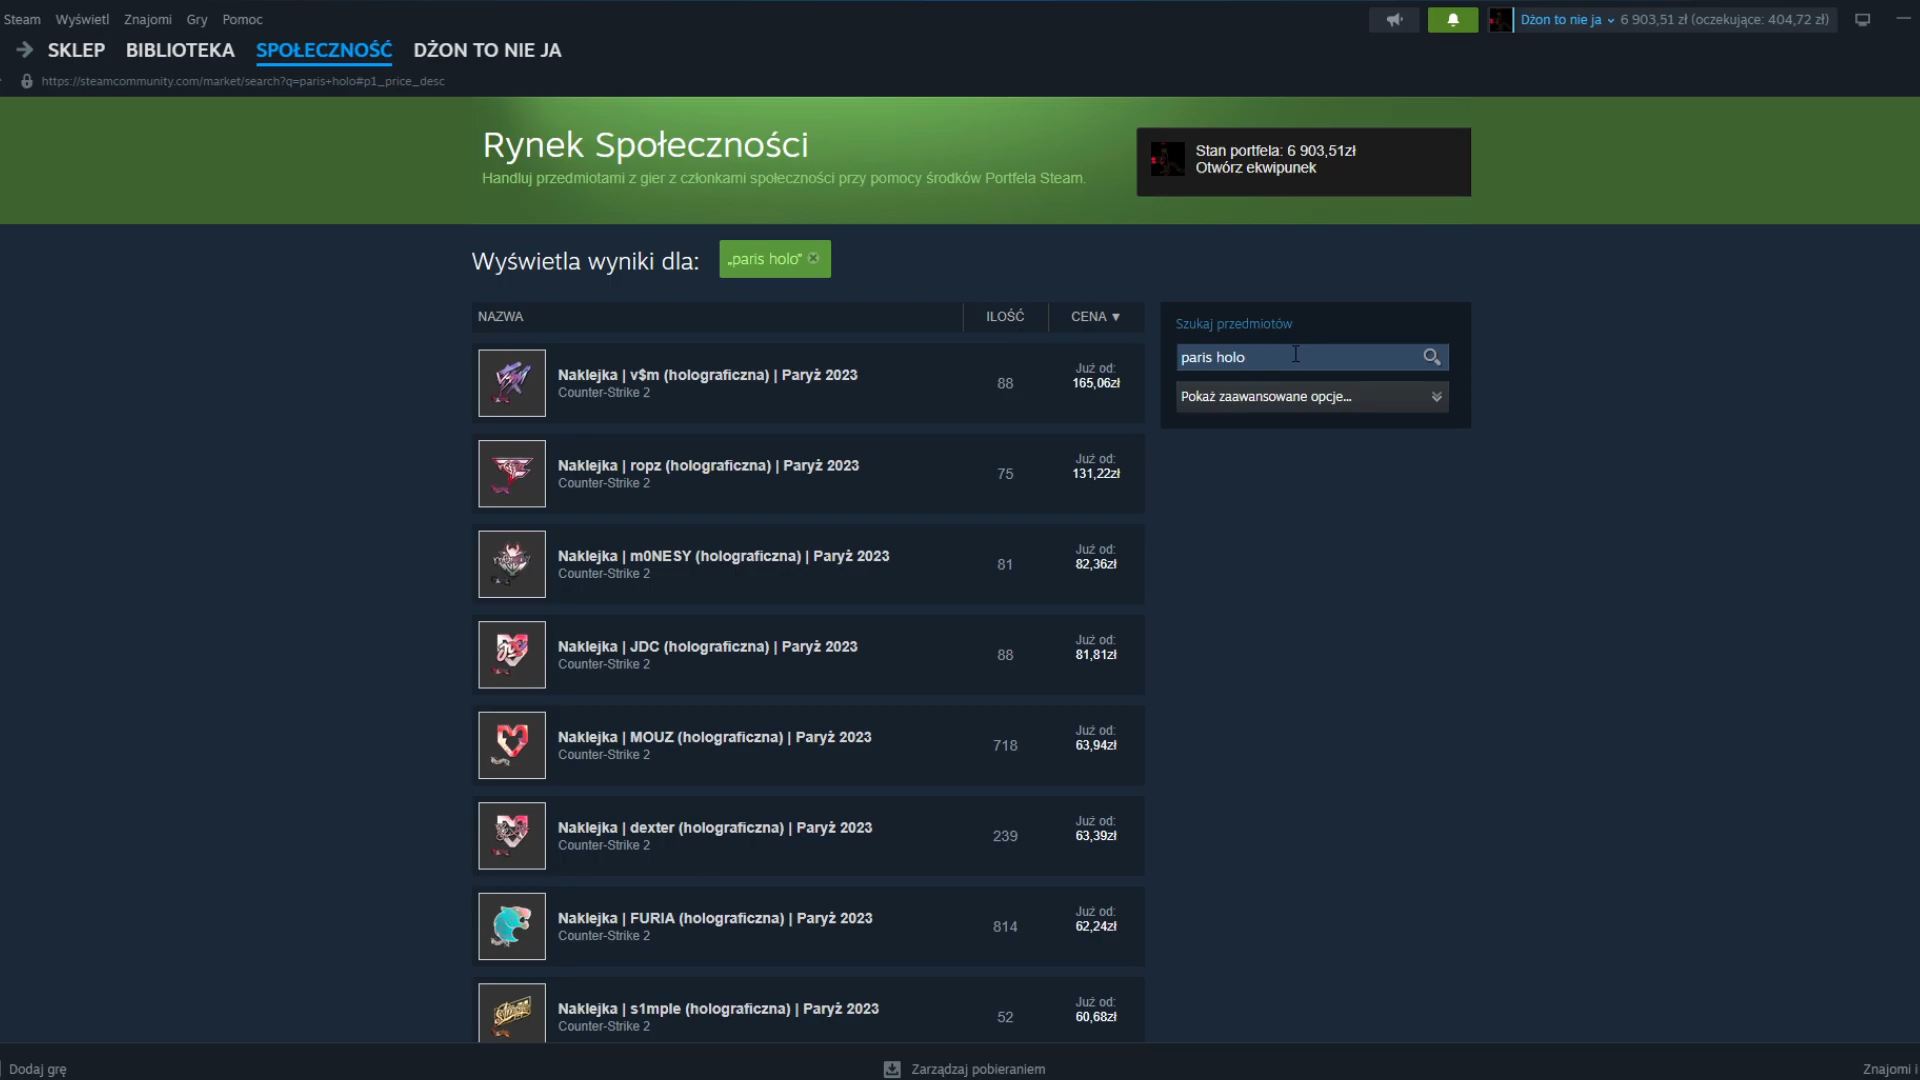 Steam Wyświetl Znajomi Gry Pomoc
Dżon to nie ja 6 903,51 zł (oczekujące: 404,72 zł)
SKLEP BIBLIOTEKA SPOŁECZNOŚĆ DŻON TO NIE JA
https://steamcommunity.com/market/search?q=paris+holo#p1_price_desc
Rynek Społeczności
Handluj przedmiotami z gier z członkami społeczności przy pomocy środków Portfela Steam.
Stan portfela: 6 903,51zł
Otwórz ekwipunek
Wyświetla wyniki dla: „paris holo”
NAZWA ILOŚĆ CENA ▼
Szukaj przedmiotów
paris holo
Pokaż zaawansowane opcje...
Naklejka | v$m (holograficzna) | Paryż 2023
Counter-Strike 2
88
Już od:
165,06zł
Naklejka | ropz (holograficzna) | Paryż 2023
Counter-Strike 2
75
Już od:
131,22zł
Naklejka | m0NESY (holograficzna) | Paryż 2023
Counter-Strike 2
81
Już od:
82,36zł
Naklejka | JDC (holograficzna) | Paryż 2023
Counter-Strike 2
88
Już od:
81,81zł
Naklejka | MOUZ (holograficzna) | Paryż 2023
Counter-Strike 2
718
Już od:
63,94zł
Naklejka | dexter (holograficzna) | Paryż 2023
Counter-Strike 2
239
Już od:
63,39zł
Naklejka | FURIA (holograficzna) | Paryż 2023
Counter-Strike 2
814
Już od:
62,24zł
Naklejka | s1mple (holograficzna) | Paryż 2023
Counter-Strike 2
52
Już od:
60,68zł
Dodaj grę
Zarządzaj pobieraniem
Znajomi i